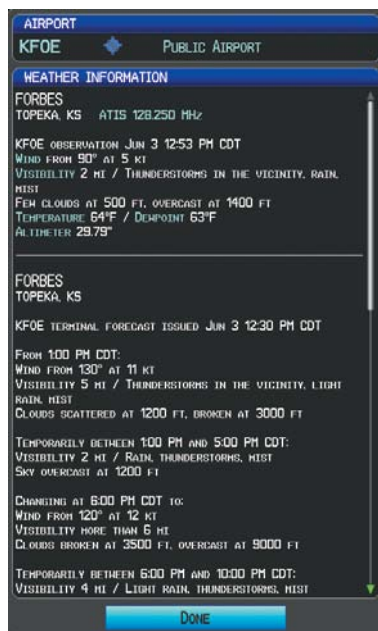 AIRPORT
KFOE PUBLIC AIRPORT
WEATHER INFORMATION
FORBES
TOPEKA, KS ATIS 128.250 MHz
KFOE OBSERVATION JUN 3 12:53 PM CDT
WIND FROM 90° AT 5 KT
VISIBILITY 2 MI / THUNDERSTORMS IN THE VICINITY, RAIN,
MIST
FEW CLOUDS AT 500 FT, OVERCAST AT 1400 FT
TEMPERATURE 64°F / DEWPOINT 63°F
ALTIMETER 29.79"
FORBES
TOPEKA, KS
KFOE TERMINAL FORECAST ISSUED JUN 3 12:30 PM CDT
FROM 1:00 PM CDT:
WIND FROM 130° AT 11 KT
VISIBILITY 5 MI / THUNDERSTORMS IN THE VICINITY, LIGHT
RAIN, MIST
CLOUDS SCATTERED AT 1200 FT, BROKEN AT 3000 FT
TEMPORARILY BETWEEN 1:00 PM AND 5:00 PM CDT:
VISIBILITY 2 MI / RAIN, THUNDERSTORMS, MIST
SKY OVERCAST AT 1200 FT
CHANGING AT 6:00 PM CDT TO:
WIND FROM 120° AT 12 KT
VISIBILITY MORE THAN 6 MI
CLOUDS BROKEN AT 3500 FT, OVERCAST AT 9000 FT
TEMPORARILY BETWEEN 6:00 PM AND 10:00 PM CDT:
VISIBILITY 4 MI / LIGHT RAIN, THUNDERSTORMS, MIST
DONE